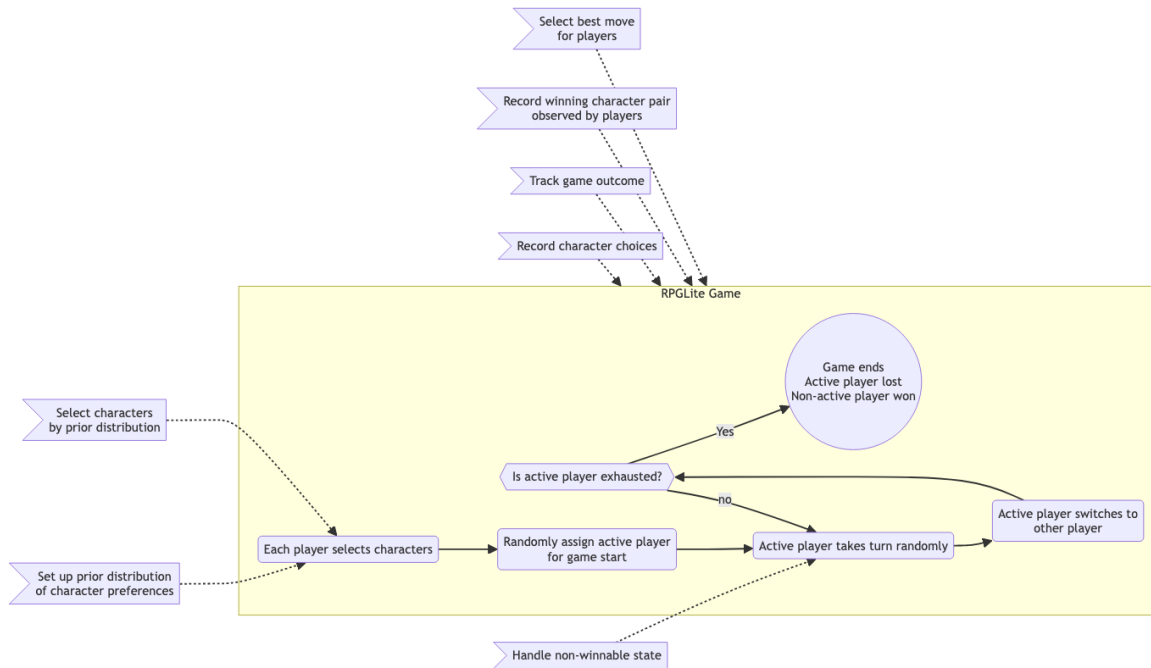 Select best move
for players
Record winning character pair
observed by players
Track game outcome
Record character choices
RPGLite Game
Game ends
Active player lost
Non-active player won
Select characters
by prior distribution
Yes
Is active player exhausted?
no
Active player switches to
other player
Each player selects characters
Randomly assign active player
for game start
Active player takes turn randomly
Set up prior distribution
of character preferences
Handle non-winnable state